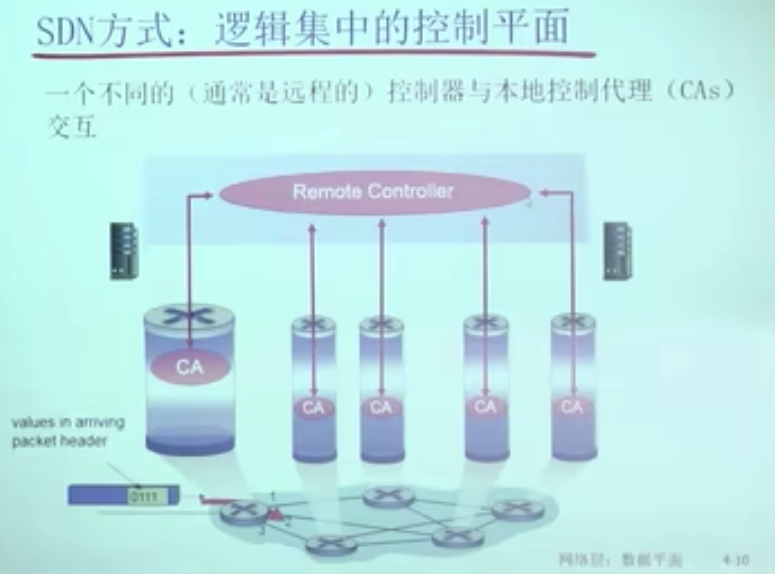 SDN方式：逻辑集中的控制平面
一个不同的（通常是远程的）控制器与本地控制代理（CAs）
交互
Remote Controller
CA
CA
CA
CA
CA
values in arriving
packet header
0111
1
2
3
网络层：数据平面 4-10